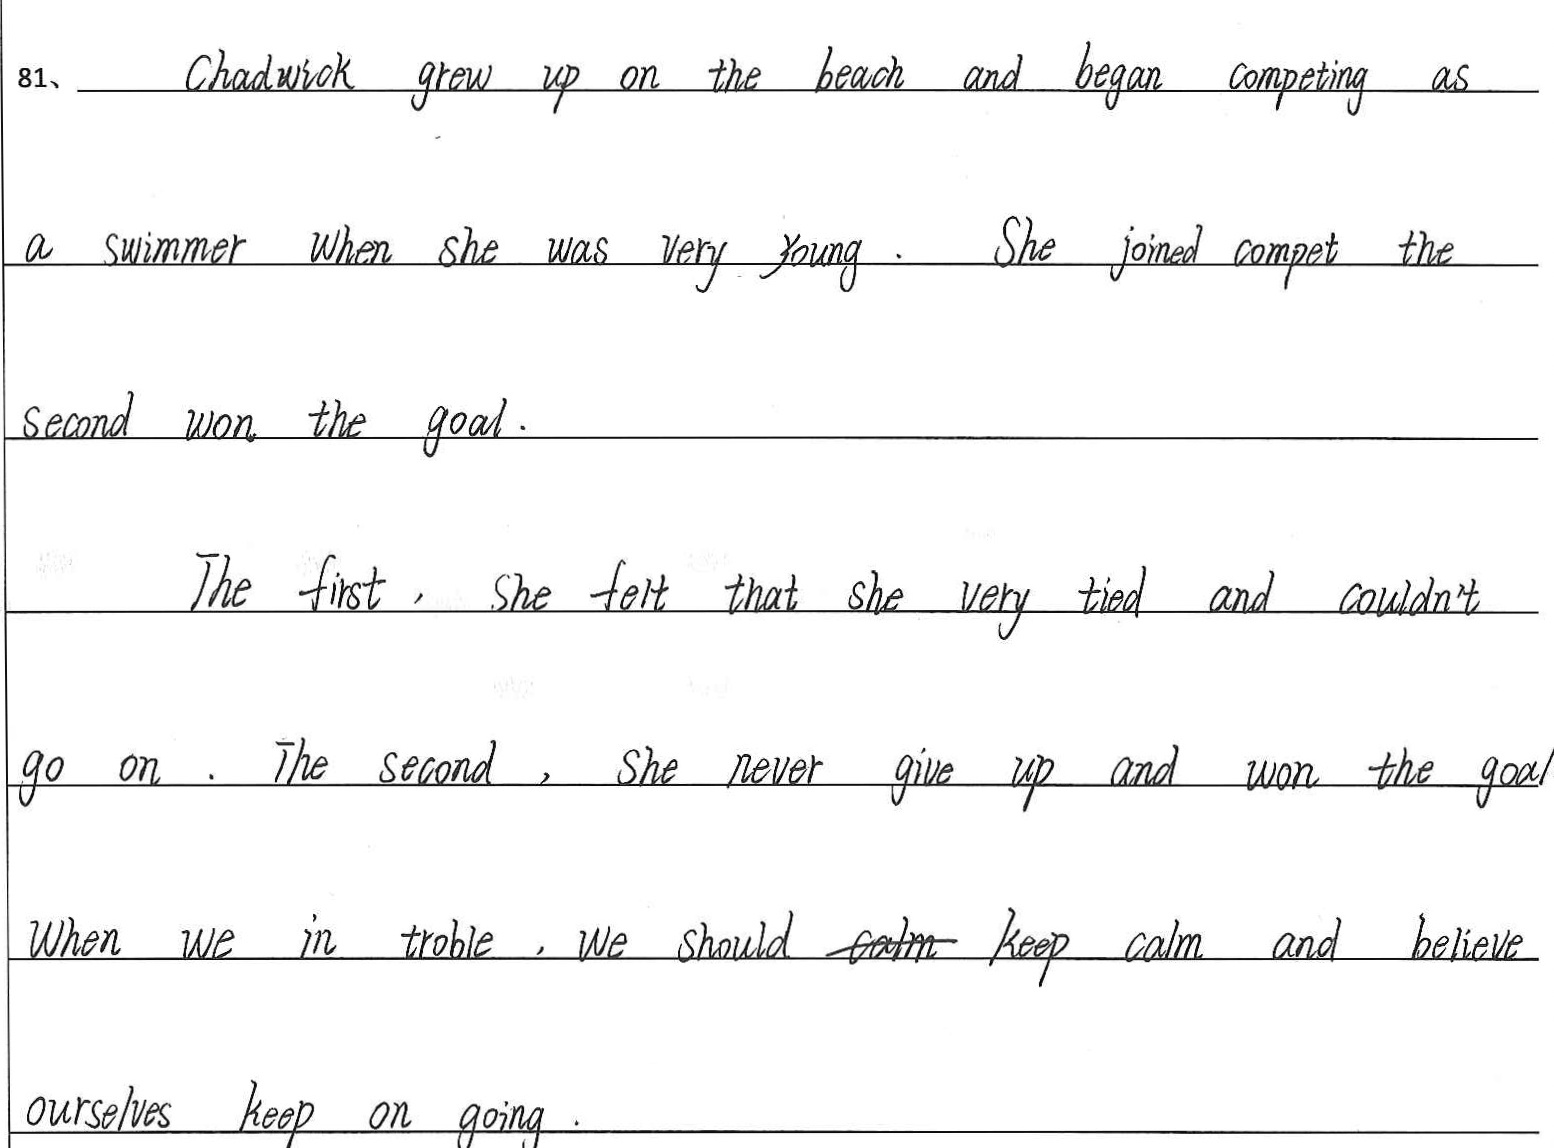 81、 Chadwick grew up on the beach and began competing as
a swimmer when she was very young . She joined compet the
second won the goal .
The first , she felt that she very tied and couldn't
go on . The second , she never give up and won the goal
When we in troble , we should calm keep calm and believe
ourselves keep on going .